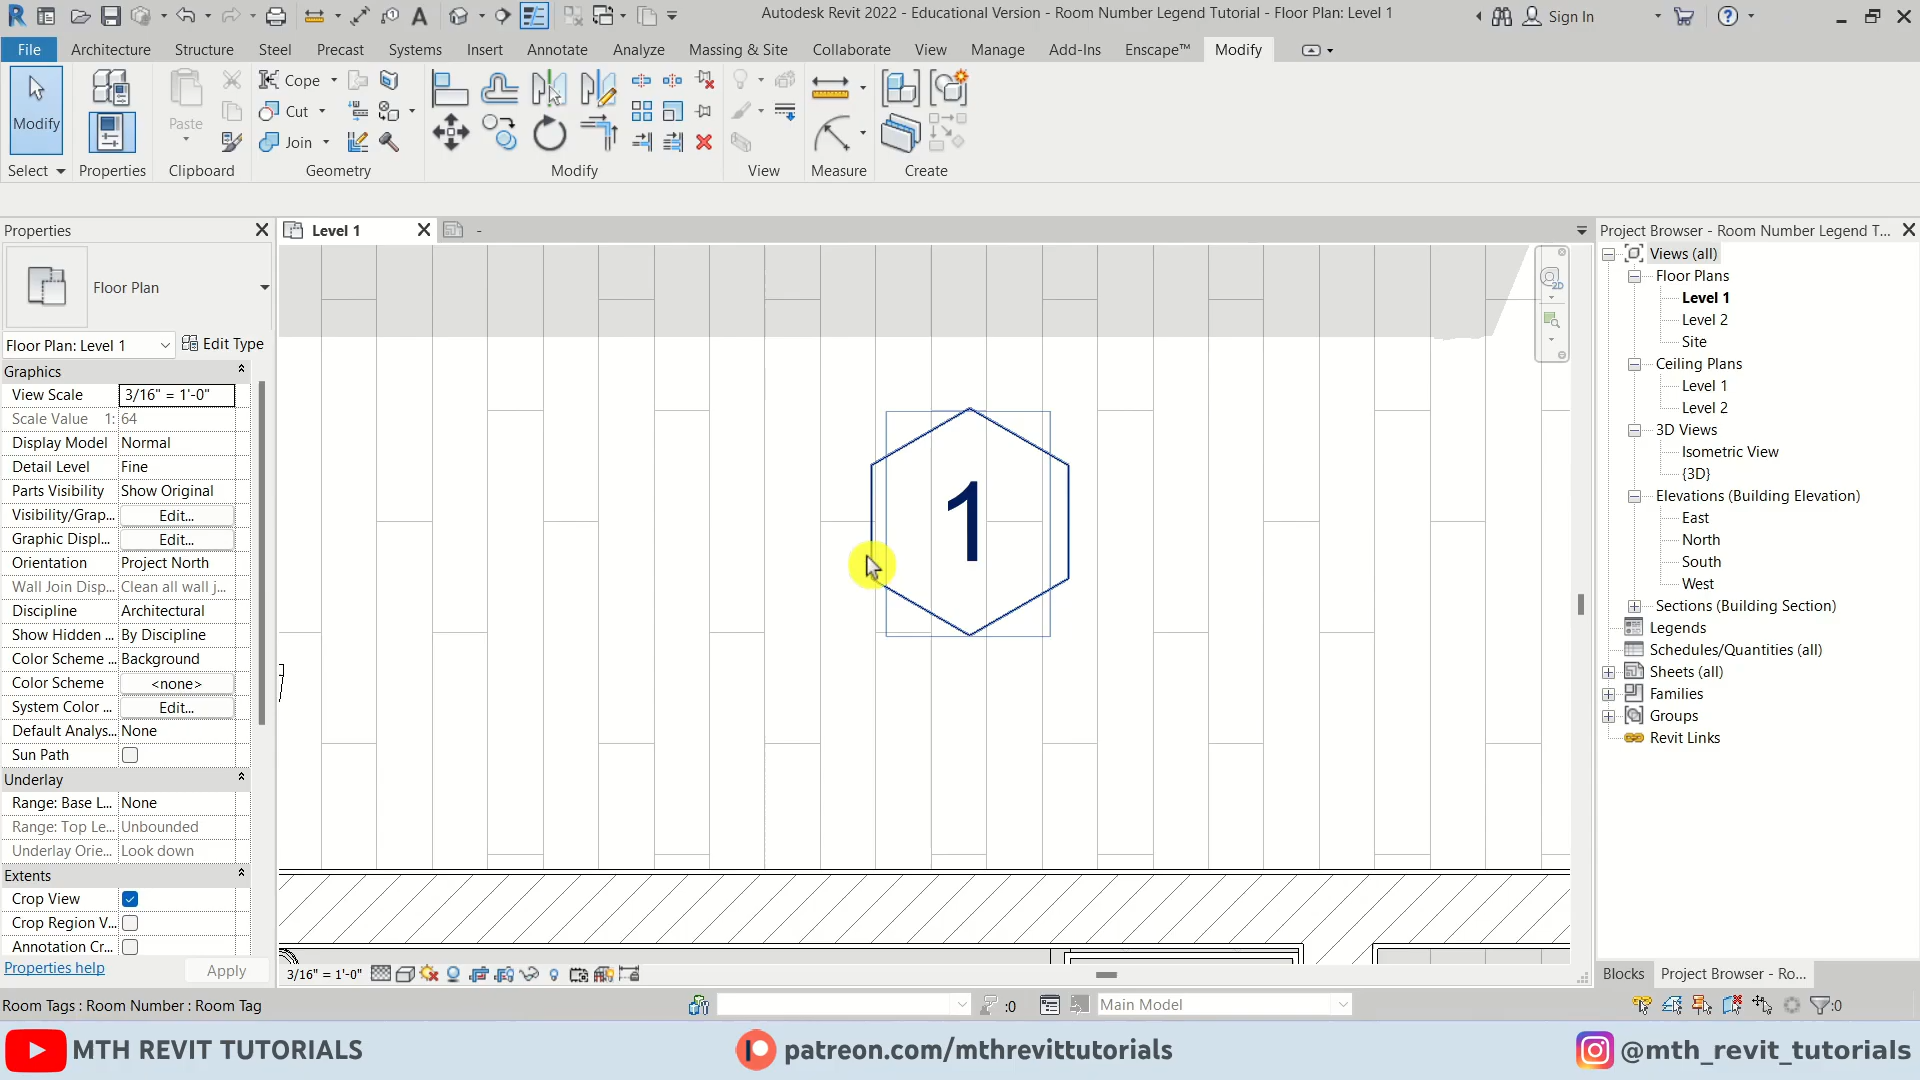 Autodesk Revit 2022 - Educational Version - Room Number Legend Tutorial - Floor Plan: Level 1
Sign In
File Architecture Structure Steel Precast Systems Insert Annotate Analyze Massing & Site Collaborate View Manage Add-Ins Enscape™ Modify
Modify
Paste
Cope
Cut
Join
Select Properties Clipboard Geometry Modify View Measure Create
Properties
Floor Plan
Floor Plan: Level 1
Edit Type
Graphics
View Scale 3/16" = 1'-0"
Scale Value 1: 64
Display Model Normal
Detail Level Fine
Parts Visibility Show Original
Visibility/Grap... Edit...
Graphic Displ... Edit...
Orientation Project North
Wall Join Disp... Clean all wall j...
Discipline Architectural
Show Hidden ... By Discipline
Color Scheme ... Background
Color Scheme <none>
System Color ... Edit...
Default Analys... None
Sun Path
Underlay
Range: Base L... None
Range: Top Le... Unbounded
Underlay Orie... Look down
Extents
Crop View
Crop Region V...
Annotation Cr...
Properties help
Apply
Level 1
-
2D
1
3/16" = 1'-0"
Project Browser - Room Number Legend T...
Views (all)
Floor Plans
Level 1
Level 2
Site
Ceiling Plans
Level 1
Level 2
3D Views
Isometric View
{3D}
Elevations (Building Elevation)
East
North
South
West
Sections (Building Section)
Legends
Schedules/Quantities (all)
Sheets (all)
Families
Groups
Revit Links
Blocks
Project Browser - Ro...
Room Tags : Room Number : Room Tag
:0
Main Model
:0
MTH REVIT TUTORIALS
patreon.com/mthrevittutorials
@mth_revit_tutorials